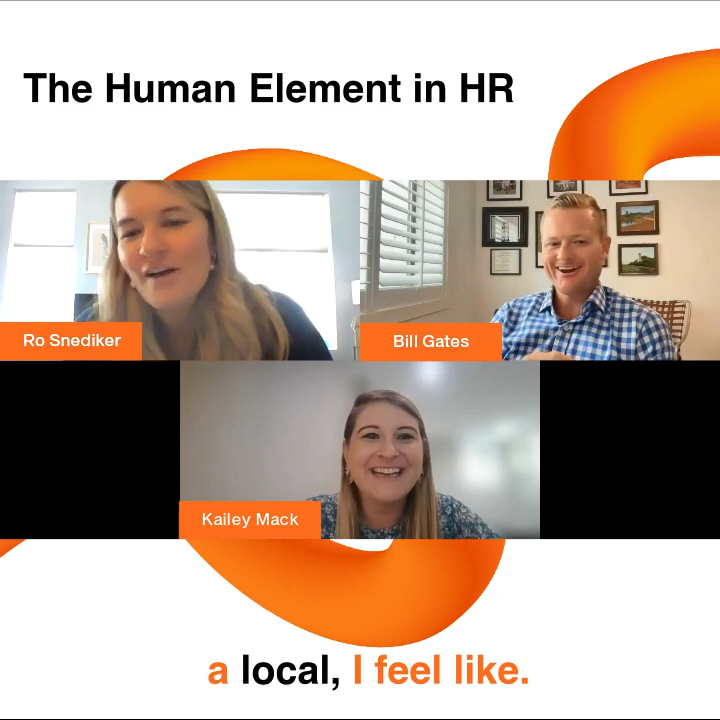 The Human Element in HR
Ro Snediker
Bill Gates
Kailey Mack
a local, I feel like.